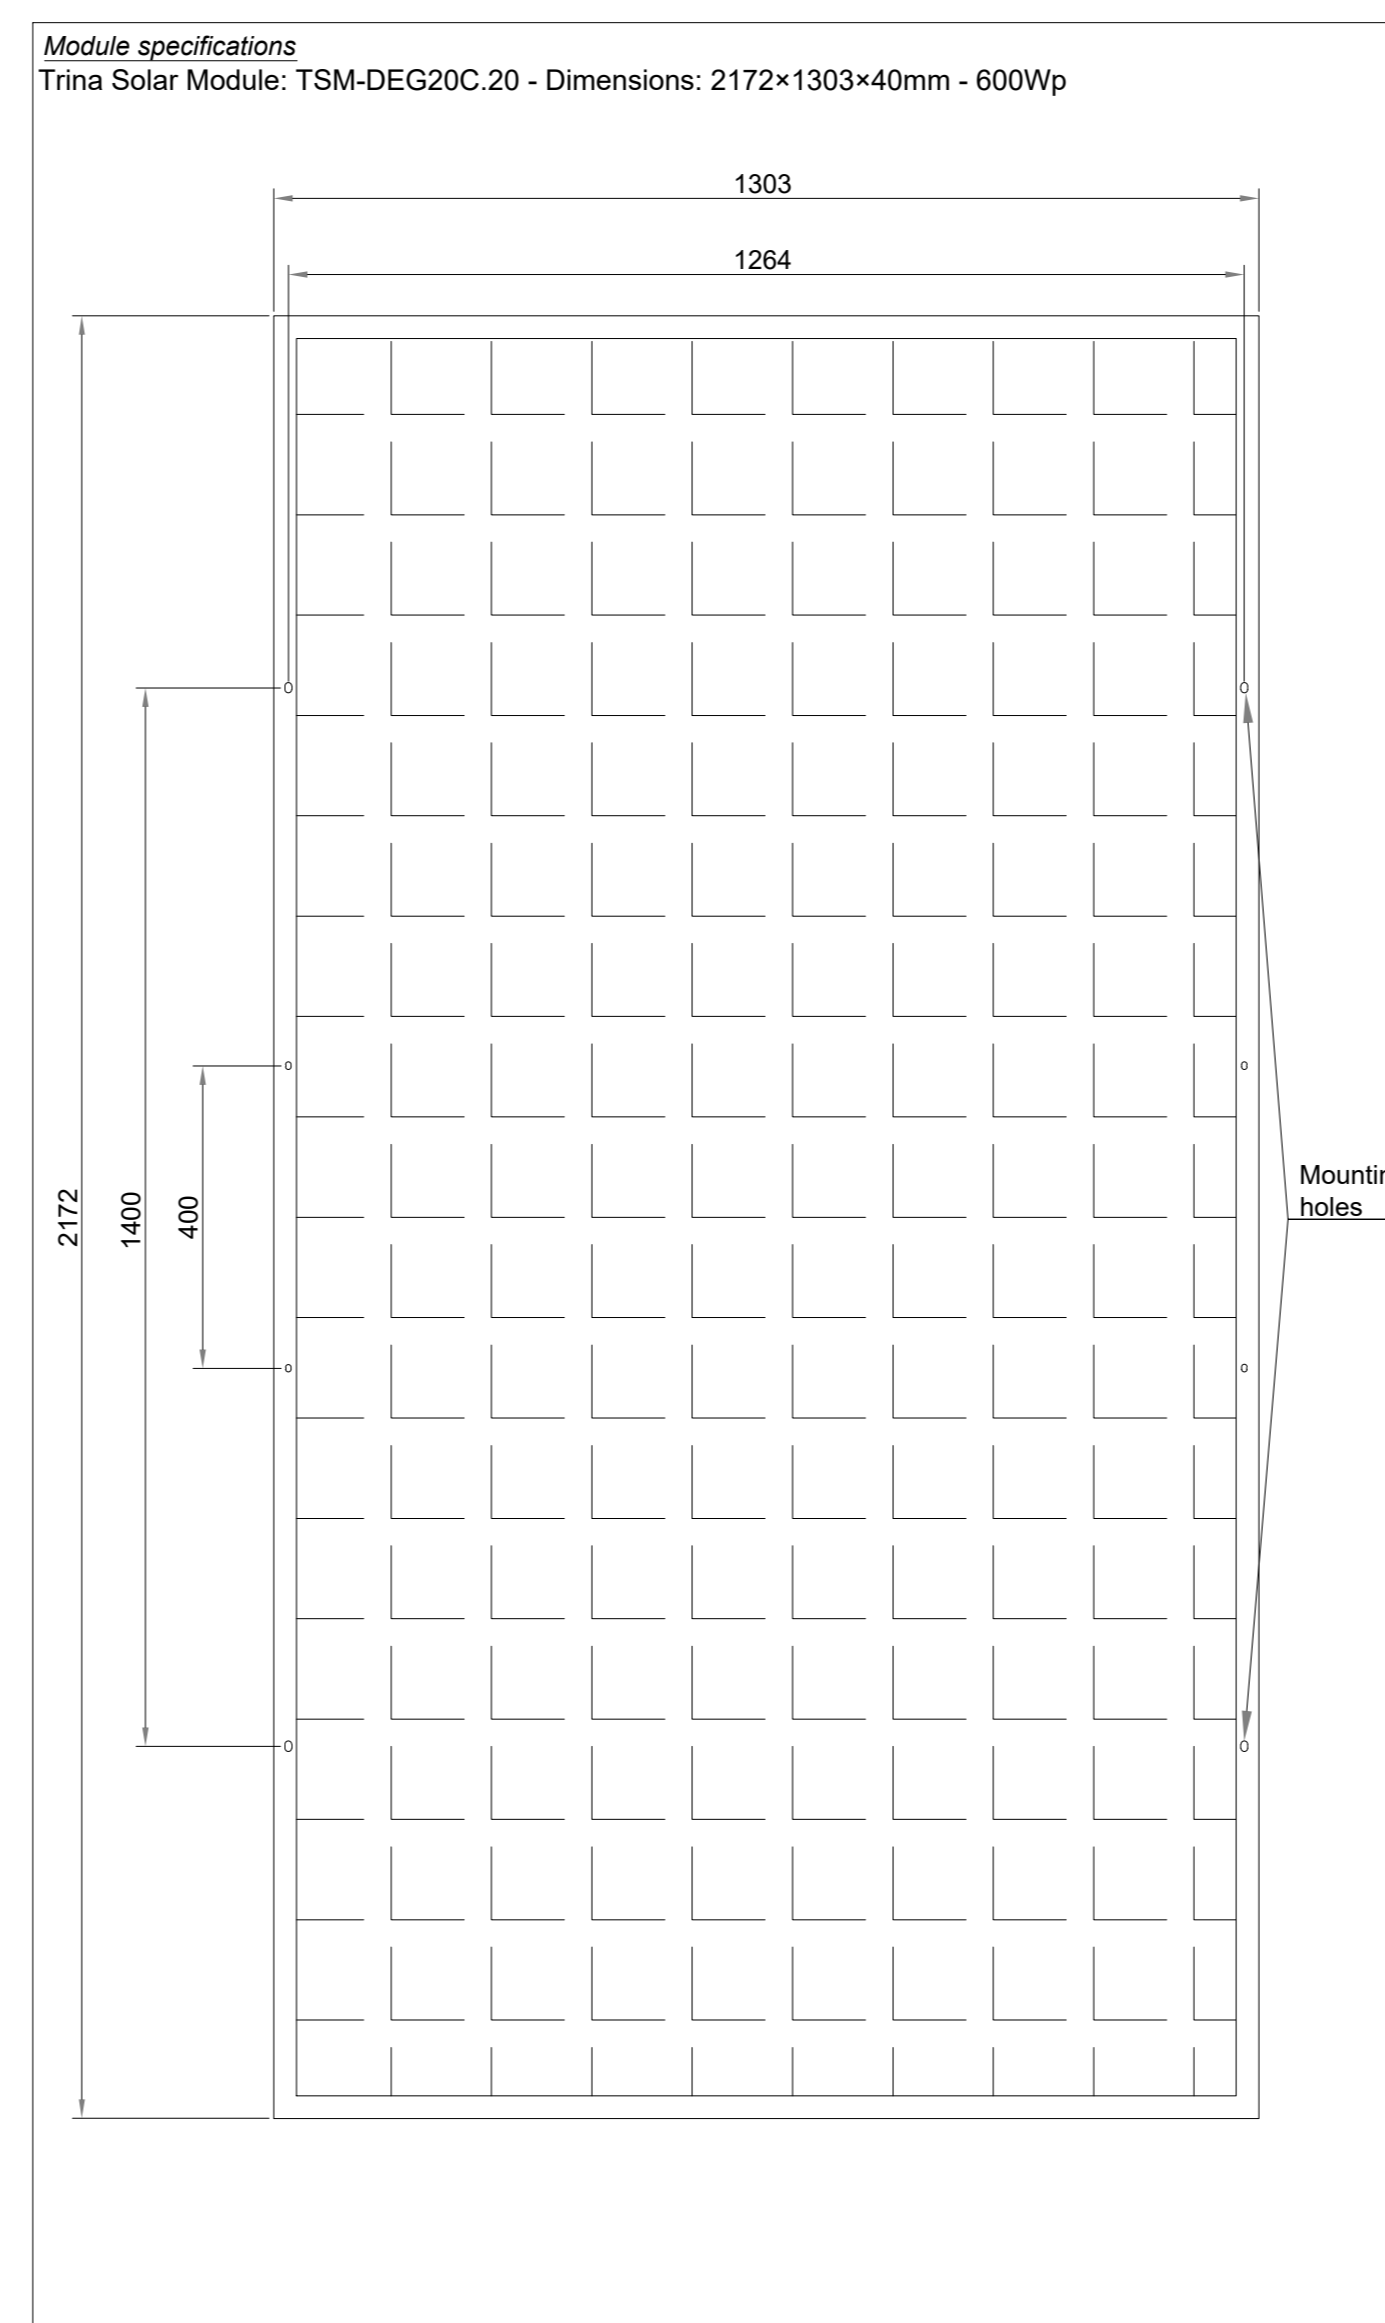 Module specifications
Trina Solar Module: TSM-DEG20C.20 - Dimensions: 2172×1303×40mm - 600Wp
1303
1264
2172
1400
400
holes